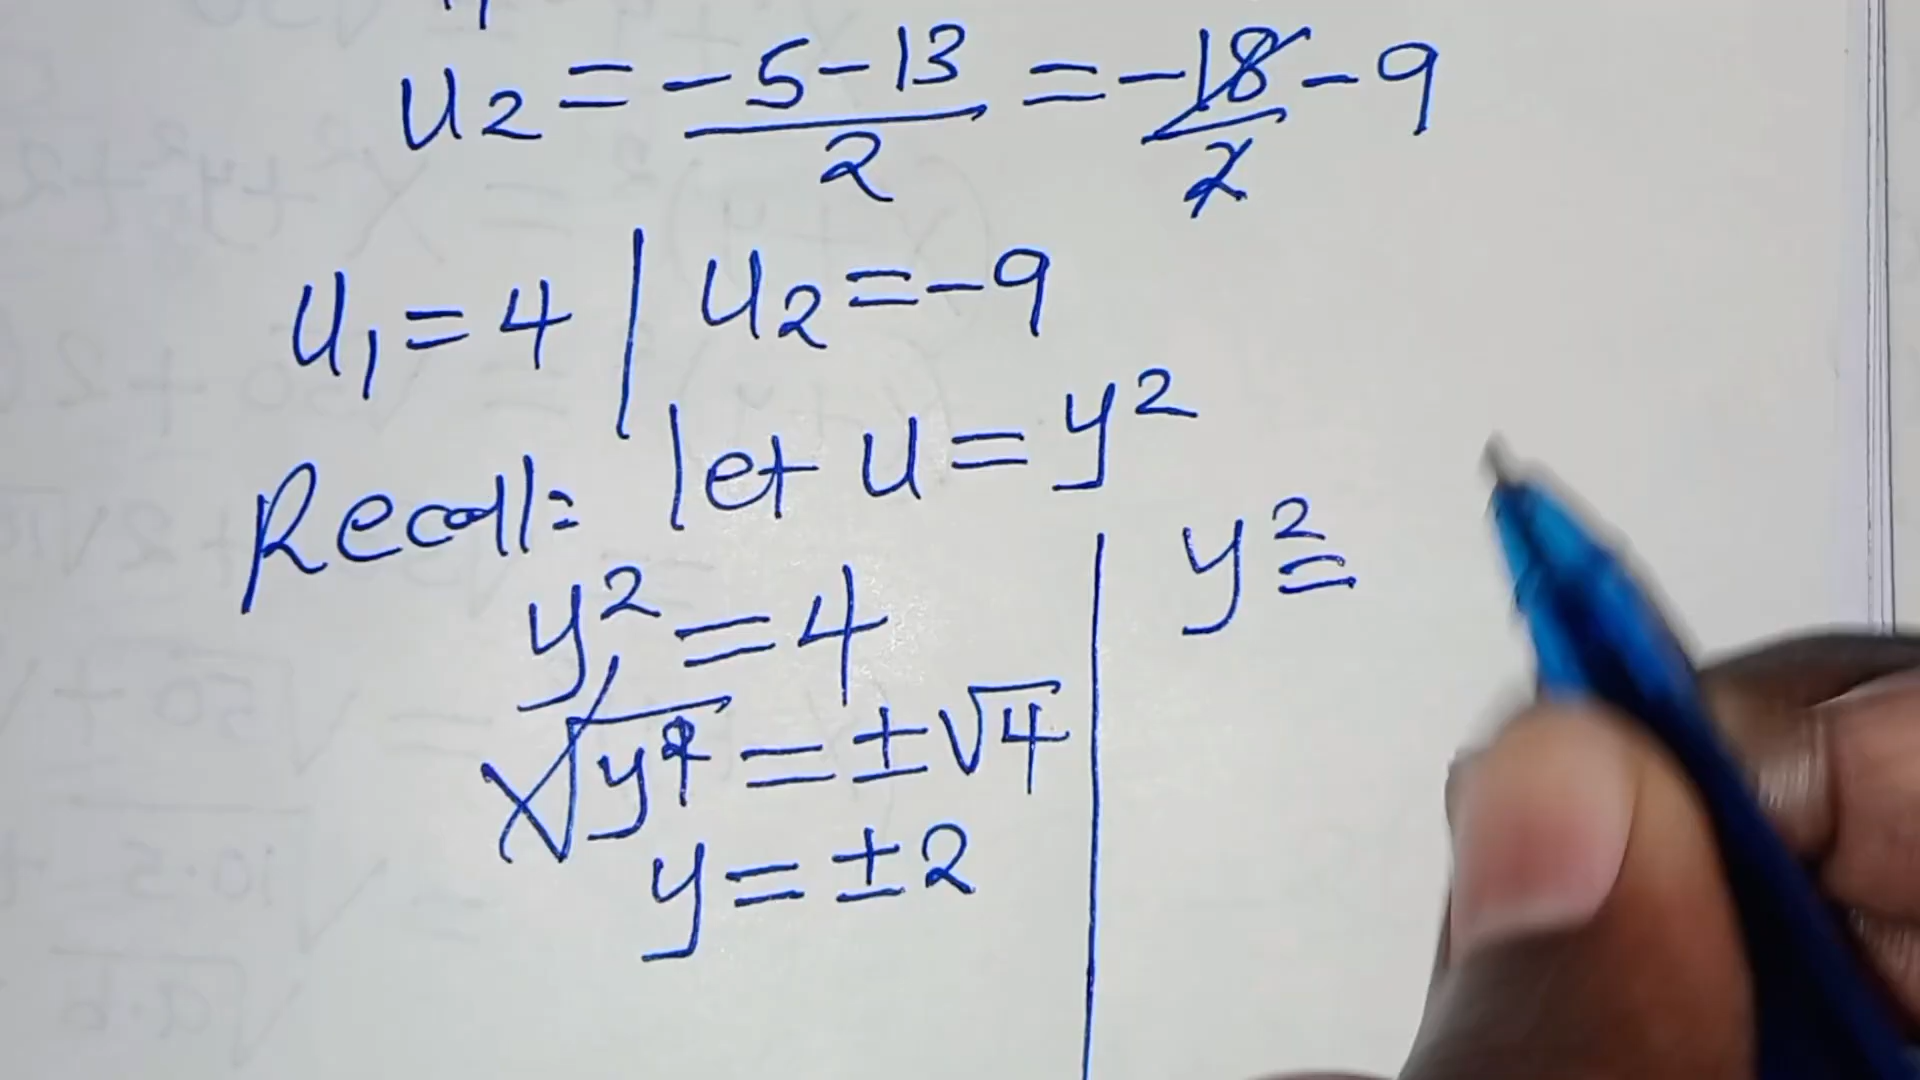 u2 = -5-13/2 = -18/2 -9
u1 = 4 | u2 = -9
Recall: let u = y²
y² = 4 | y² =
√y² = ±√4
y = ±2